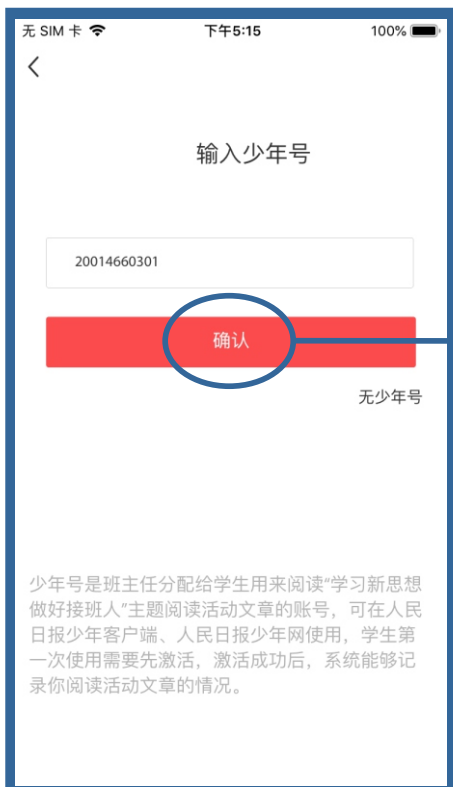 无 SIM 卡 下午5:15 100%
输入少年号
20014660301
确认
无少年号
少年号是班主任分配给学生用来阅读“学习新思想
做好接班人”主题阅读活动文章的账号，可在人民
日报少年客户端、人民日报少年网使用，学生第
一次使用需要先激活，激活成功后，系统能够记
录你阅读活动文章的情况。